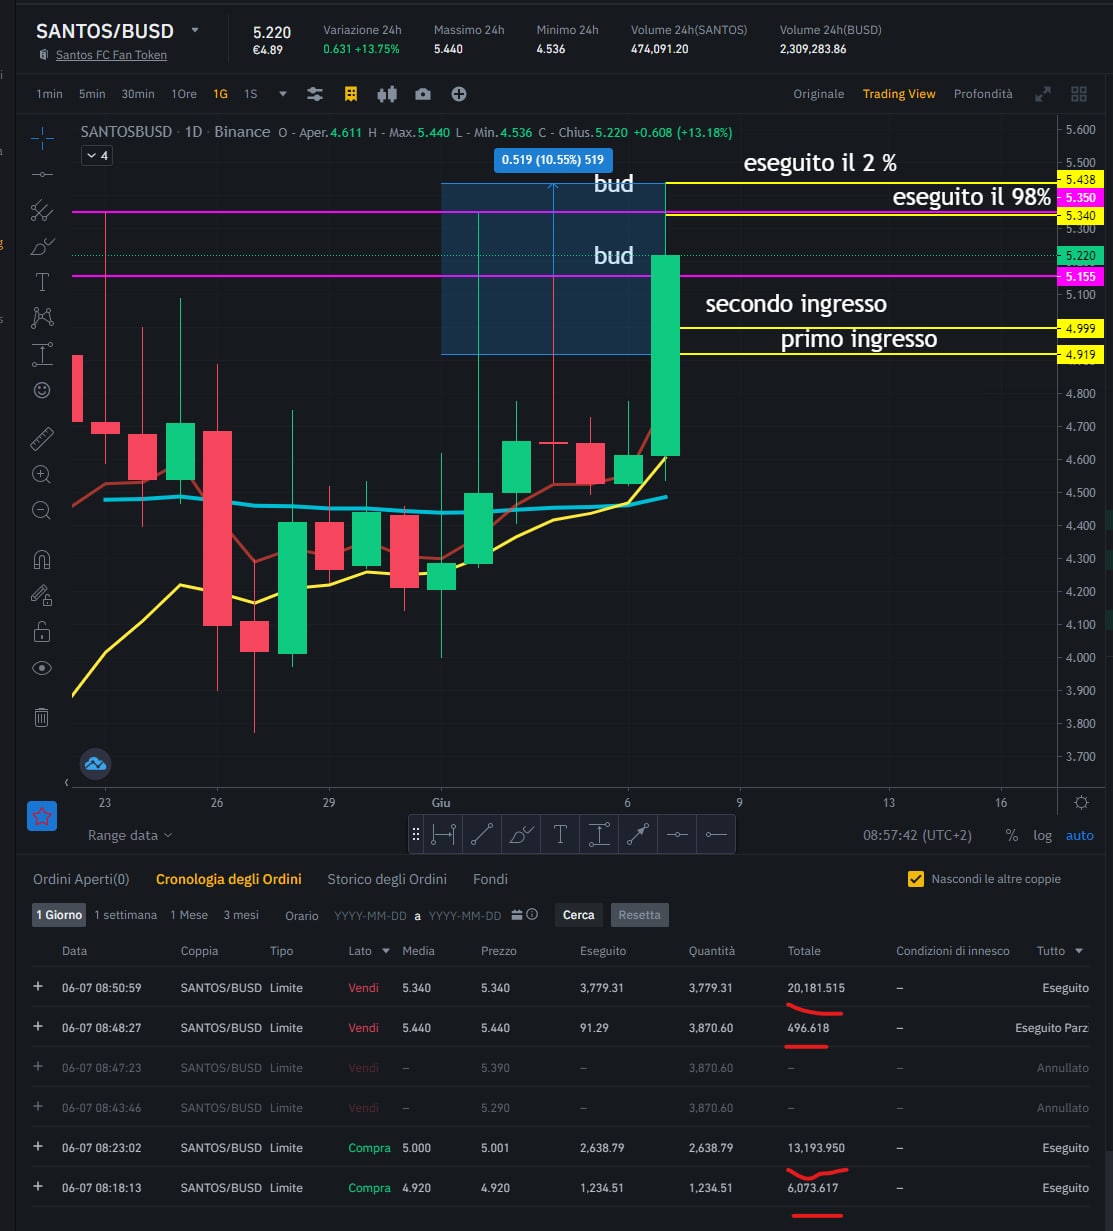 SANTOS/BUSD
Santos FC Fan Token
5.220
€4.89
Variazione 24h
0.631 +13.75%
Massimo 24h
5.440
Minimo 24h
4.536
Volume 24h(SANTOS)
474,091.20
Volume 24h(BUSD)
2,309,283.86
1min 5min 30min 1Ore 1G 1S
Originale Trading View Profondità
SANTOSBUSD · 1D · Binance O - Aper.4.611 H - Max.5.440 L - Min.4.536 C - Chius.5.220 +0.608 (+13.18%)
4
0.519 (10.55%) 519
eseguito il 2 %
bud
eseguito il 98%
bud
secondo ingresso
primo ingresso
5.600
5.500
5.438
5.350
5.340
5.300
5.220
5.155
5.100
4.999
4.919
4.800
4.700
4.600
4.500
4.400
4.300
4.200
4.100
4.000
3.900
3.800
3.700
23 26 29 Giu 6 9 13 16
Range data
08:57:42 (UTC+2) % log auto
Ordini Aperti(0) Cronologia degli Ordini Storico degli Ordini Fondi
Nascondi le altre coppie
1 Giorno 1 settimana 1 Mese 3 mesi Orario YYYY-MM-DD a YYYY-MM-DD Cerca Resetta
Data Coppia Tipo Lato Media Prezzo Eseguito Quantità Totale Condizioni di innesco Tutto
+ 06-07 08:50:59 SANTOS/BUSD Limite Vendi 5.340 5.340 3,779.31 3,779.31 20,181.515 – Eseguito
+ 06-07 08:48:27 SANTOS/BUSD Limite Vendi 5.440 5.440 91.29 3,870.60 496.618 – Eseguito Parzi
+ 06-07 08:47:23 SANTOS/BUSD Limite Vendi – 5.390 – 3,870.60 – – Annullato
+ 06-07 08:43:46 SANTOS/BUSD Limite Vendi – 5.290 – 3,870.60 – – Annullato
+ 06-07 08:23:02 SANTOS/BUSD Limite Compra 5.000 5.001 2,638.79 2,638.79 13,193.950 – Eseguito
+ 06-07 08:18:13 SANTOS/BUSD Limite Compra 4.920 4.920 1,234.51 1,234.51 6,073.617 – Eseguito